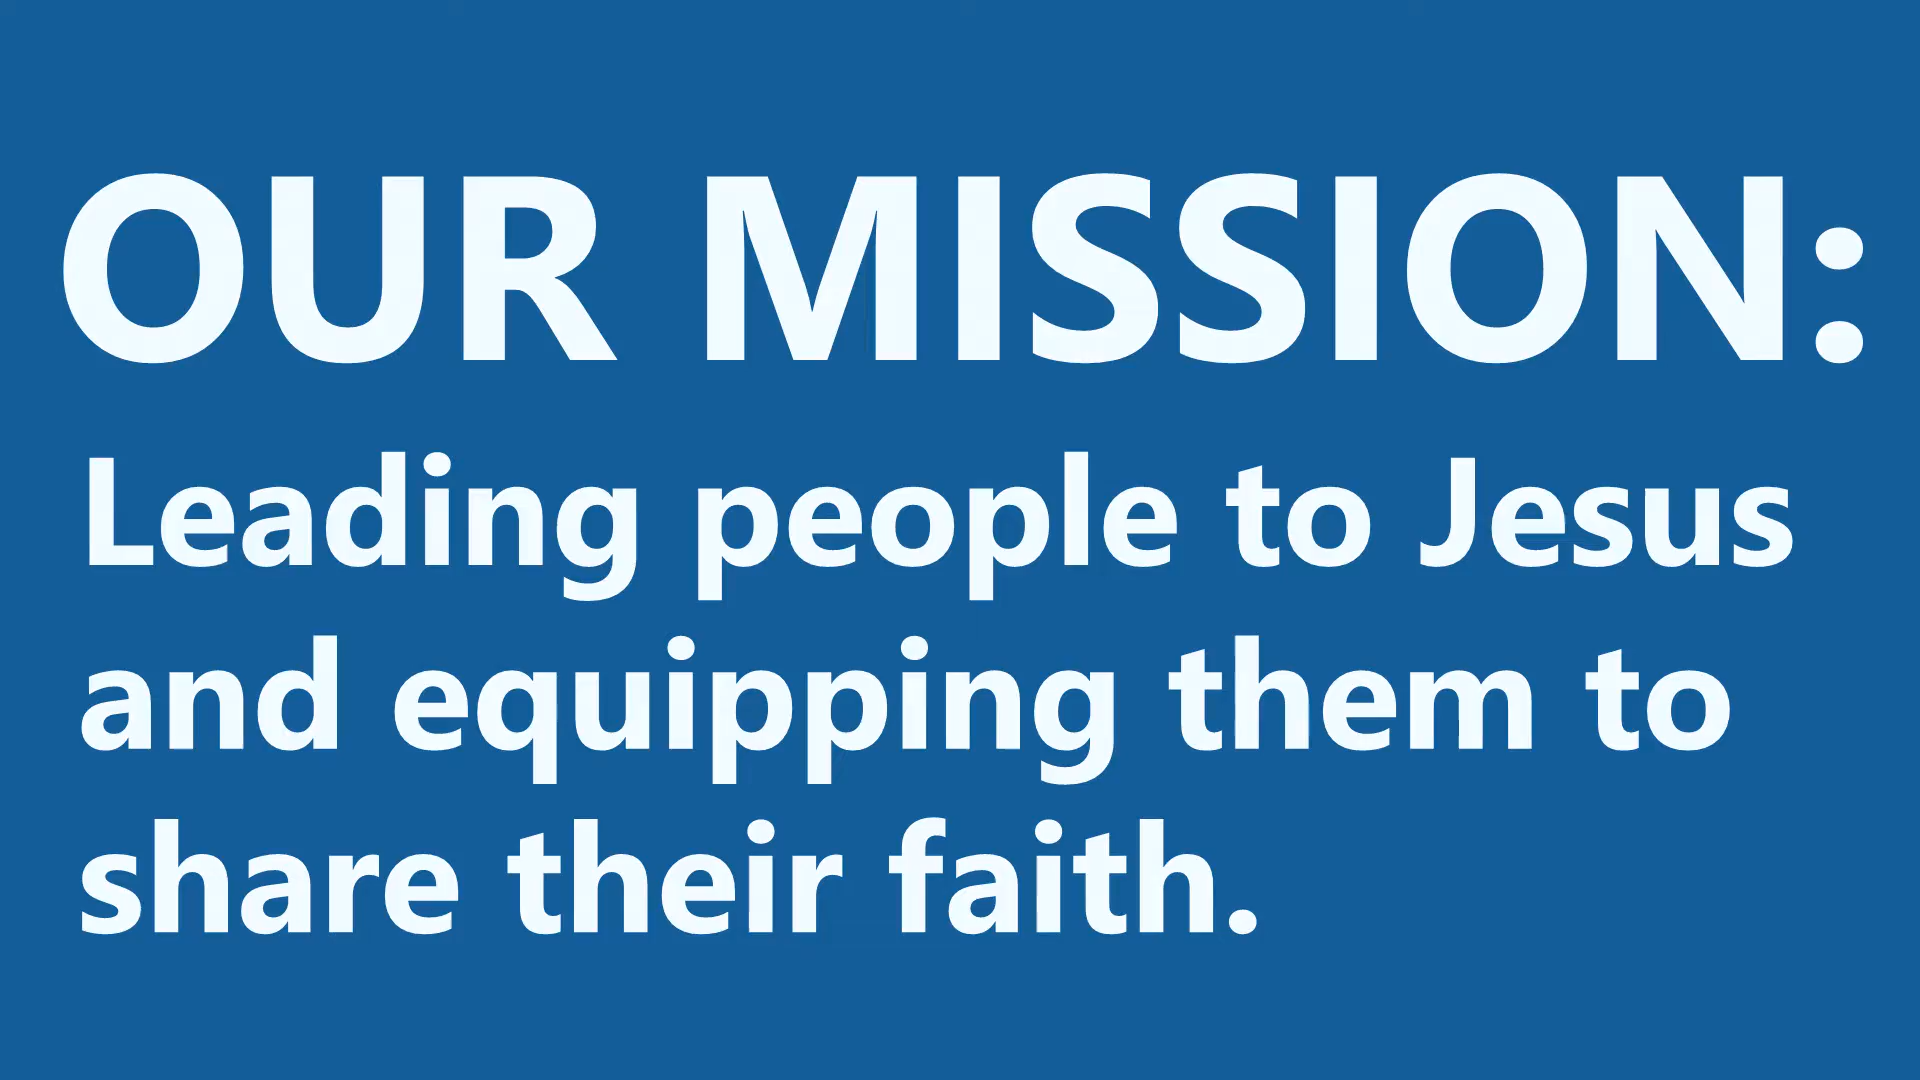 OUR MISSION:
Leading people to Jesus
and equipping them to
share their faith.